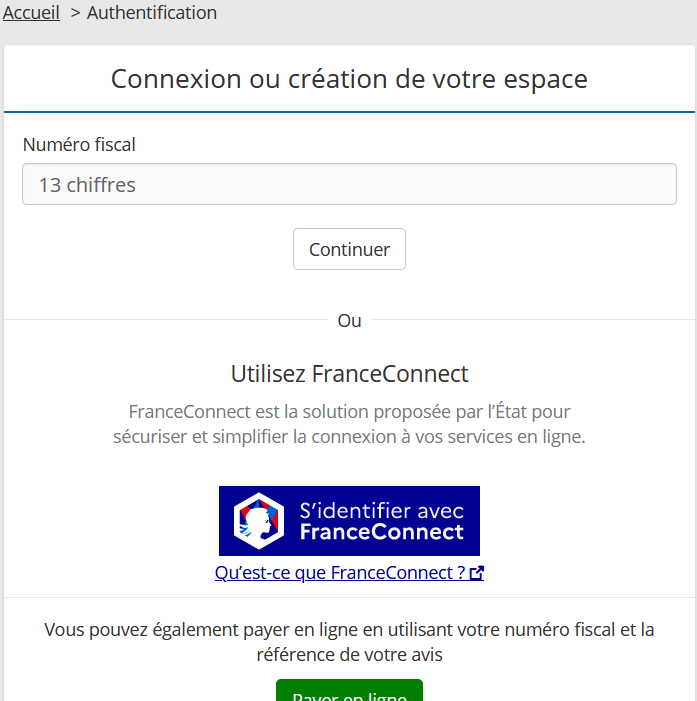 Accueil > Authentification
Connexion ou création de votre espace
Numéro fiscal
13 chiffres
Continuer
Ou
Utilisez FranceConnect
FranceConnect est la solution proposée par l'État pour
sécuriser et simplifier la connexion à vos services en ligne.
S'identifier avec
FranceConnect
Qu'est-ce que FranceConnect ?
Vous pouvez également payer en ligne en utilisant votre numéro fiscal et la
référence de votre avis
Payer en ligne